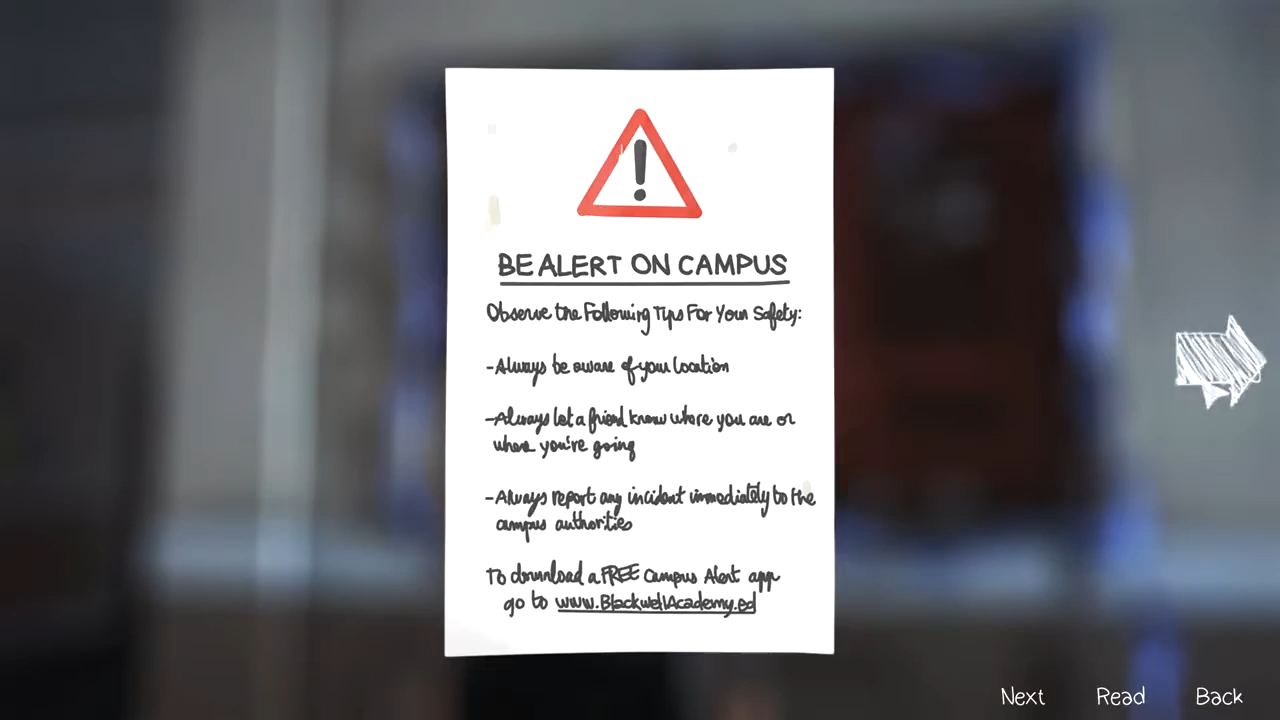 !
BE ALERT ON CAMPUS
Observe the Following Tips For Your Safety:
-Always be aware of your location
-Always let a friend know where you are or
where you're going
-Always report any incident immediately to the
campus authorities
To download a FREE Campus Alert app
go to www.BlackwellAcademy.ed
Next Read Back